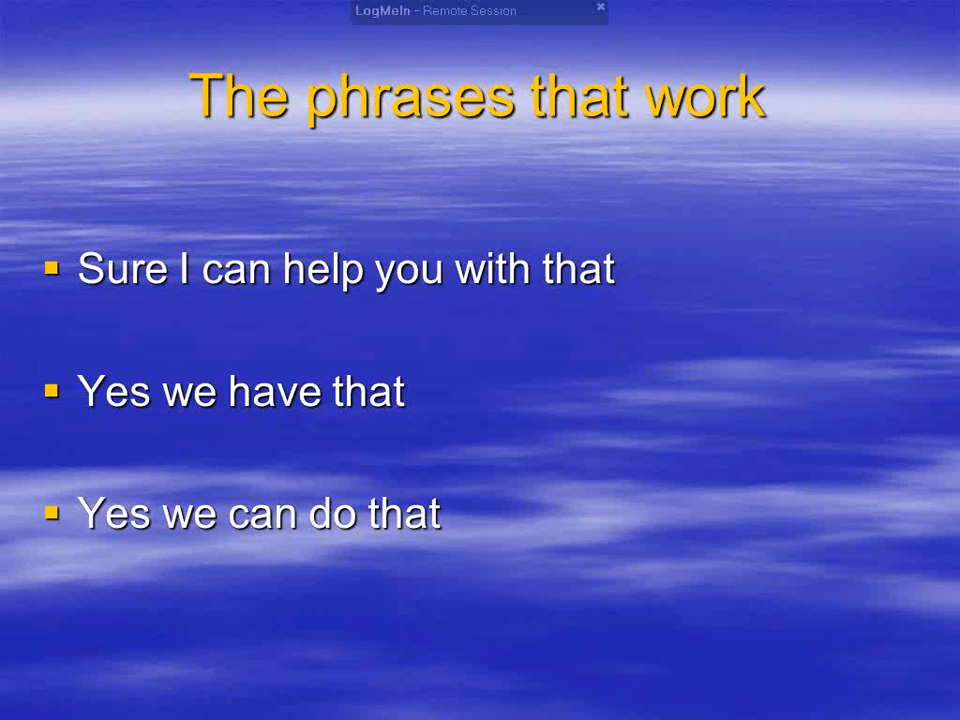 LogMeIn - Remote Session
The phrases that work
Sure I can help you with that
Yes we have that
Yes we can do that